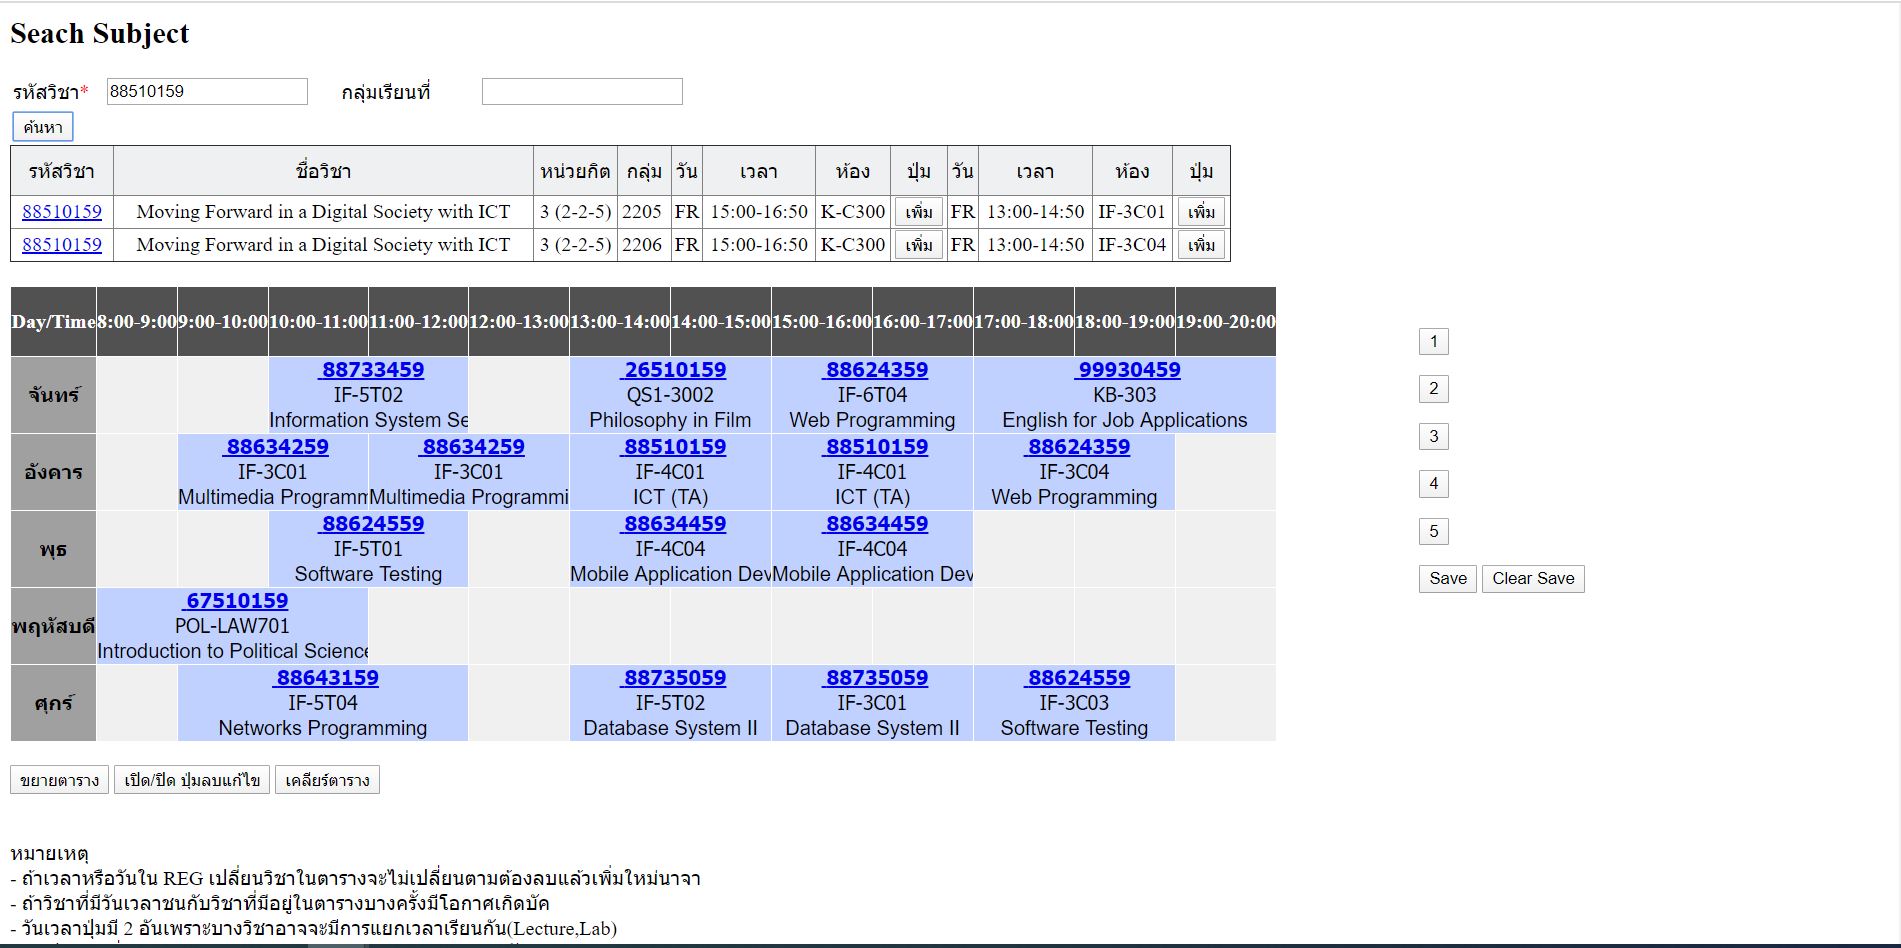 Seach Subject
รหัสวิชา* 88510159 กลุ่มเรียนที่
ค้นหา
รหัสวิชา ชื่อวิชา หน่วยกิต กลุ่ม วัน เวลา ห้อง ปุ่ม วัน เวลา ห้อง ปุ่ม
88510159 Moving Forward in a Digital Society with ICT 3 (2-2-5) 2205 FR 15:00-16:50 K-C300 เพิ่ม FR 13:00-14:50 IF-3C01 เพิ่ม
88510159 Moving Forward in a Digital Society with ICT 3 (2-2-5) 2206 FR 15:00-16:50 K-C300 เพิ่ม FR 13:00-14:50 IF-3C04 เพิ่ม
Day/Time 8:00-9:00 9:00-10:00 10:00-11:00 11:00-12:00 12:00-13:00 13:00-14:00 14:00-15:00 15:00-16:00 16:00-17:00 17:00-18:00 18:00-19:00 19:00-20:00
88733459 26510159 88624359 99930459
จันทร์ IF-5T02 QS1-3002 IF-6T04 KB-303
Information System Se Philosophy in Film Web Programming English for Job Applications
88634259 88634259 88510159 88510159 88624359
อังคาร IF-3C01 IF-3C01 IF-4C01 IF-4C01 IF-3C04
Multimedia Programm Multimedia Programmi ICT (TA) ICT (TA) Web Programming
88624559 88634459 88634459
พุธ IF-5T01 IF-4C04 IF-4C04
Software Testing Mobile Application Dev Mobile Application Dev
67510159
พฤหัสบดี POL-LAW701
Introduction to Political Science
88643159 88735059 88735059 88624559
ศุกร์ IF-5T04 IF-5T02 IF-3C01 IF-3C03
Networks Programming Database System II Database System II Software Testing
1
2
3
4
5
Save Clear Save
ขยายตาราง เปิด/ปิด ปุ่มลบแก้ไข เคลียร์ตาราง
หมายเหตุ
- ถ้าเวลาหรือวันใน REG เปลี่ยนวิชาในตารางจะไม่เปลี่ยนตามต้องลบแล้วเพิ่มใหม่นาจา
- ถ้าวิชาที่มีวันเวลาชนกับวิชาที่มีอยู่ในตารางบางครั้งมีโอกาศเกิดบัค
- วันเวลาปุ่มมี 2 อันเพราะบางวิชาอาจจะมีการแยกเวลาเรียนกัน(Lecture,Lab)